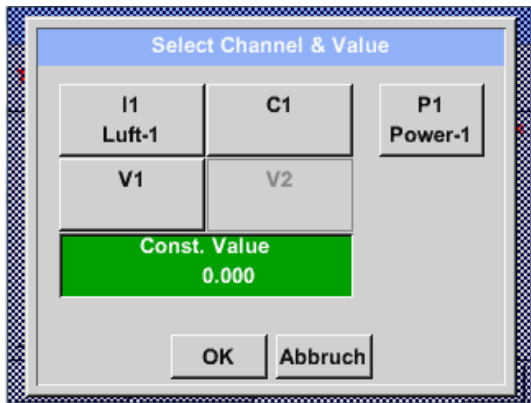 Select Channel & Value
I1
Luft-1
C1
P1
Power-1
V1
V2
Const. Value
0.000
OK
Abbruch